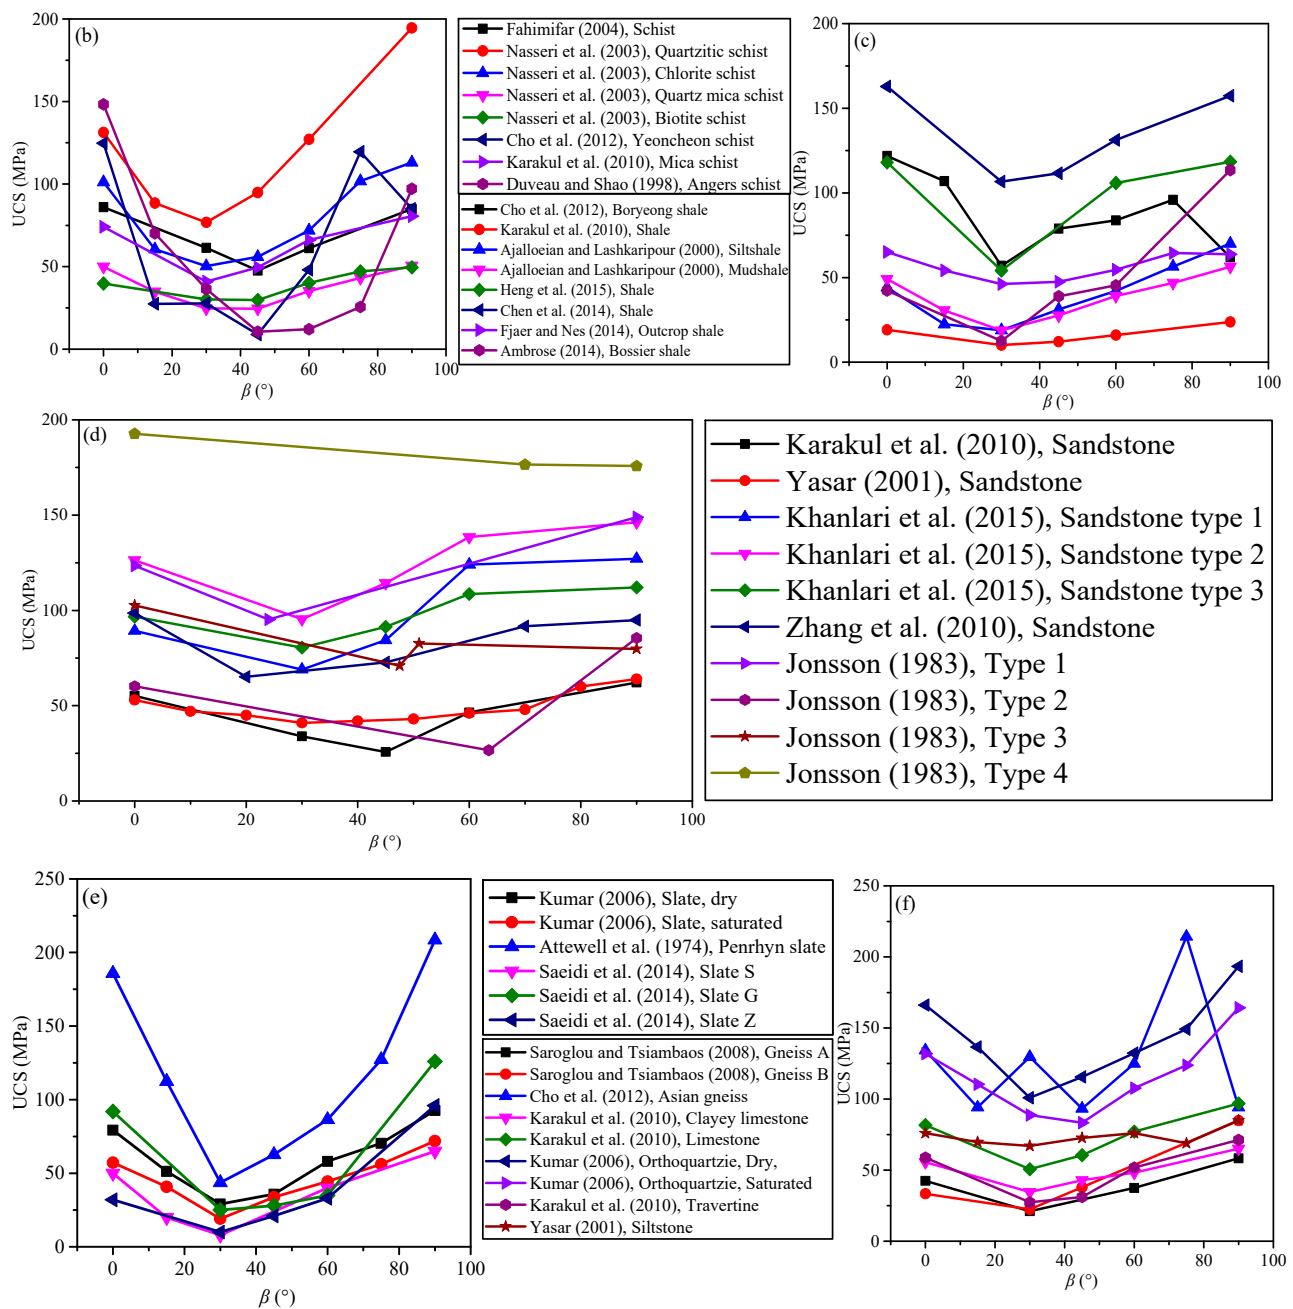 (b)
UCS (MPa)
200
150
100
50
0
0 20 40 60 80 100
β (°)
Fahimifar (2004), Schist
Nasseri et al. (2003), Quartzitic schist
Nasseri et al. (2003), Chlorite schist
Nasseri et al. (2003), Quartz mica schist
Nasseri et al. (2003), Biotite schist
Cho et al. (2012), Yeoncheon schist
Karakul et al. (2010), Mica schist
Duveau and Shao (1998), Angers schist
Cho et al. (2012), Boryeong shale
Karakul et al. (2010), Shale
Ajalloeian and Lashkaripour (2000), Siltshale
Ajalloeian and Lashkaripour (2000), Mudshale
Heng et al. (2015), Shale
Chen et al. (2014), Shale
Fjaer and Nes (2014), Outcrop shale
Ambrose (2014), Bossier shale
(c)
UCS (MPa)
200
150
100
50
0
0 20 40 60 80 100
β (°)
(d)
UCS (MPa)
200
150
100
50
0
0 20 40 60 80 100
β (°)
Karakul et al. (2010), Sandstone
Yasar (2001), Sandstone
Khanlari et al. (2015), Sandstone type 1
Khanlari et al. (2015), Sandstone type 2
Khanlari et al. (2015), Sandstone type 3
Zhang et al. (2010), Sandstone
Jonsson (1983), Type 1
Jonsson (1983), Type 2
Jonsson (1983), Type 3
Jonsson (1983), Type 4
(e)
UCS (MPa)
250
200
150
100
50
0
0 20 40 60 80 100
β (°)
Kumar (2006), Slate, dry
Kumar (2006), Slate, saturated
Attewell et al. (1974), Penrhyn slate
Saeidi et al. (2014), Slate S
Saeidi et al. (2014), Slate G
Saeidi et al. (2014), Slate Z
Saroglou and Tsiambaos (2008), Gneiss A
Saroglou and Tsiambaos (2008), Gneiss B
Cho et al. (2012), Asian gneiss
Karakul et al. (2010), Clayey limestone
Karakul et al. (2010), Limestone
Kumar (2006), Orthoquartzie, Dry,
Kumar (2006), Orthoquartzie, Saturated
Karakul et al. (2010), Travertine
Yasar (2001), Siltstone
(f)
UCS (MPa)
250
200
150
100
50
0
0 20 40 60 80 100
β (°)